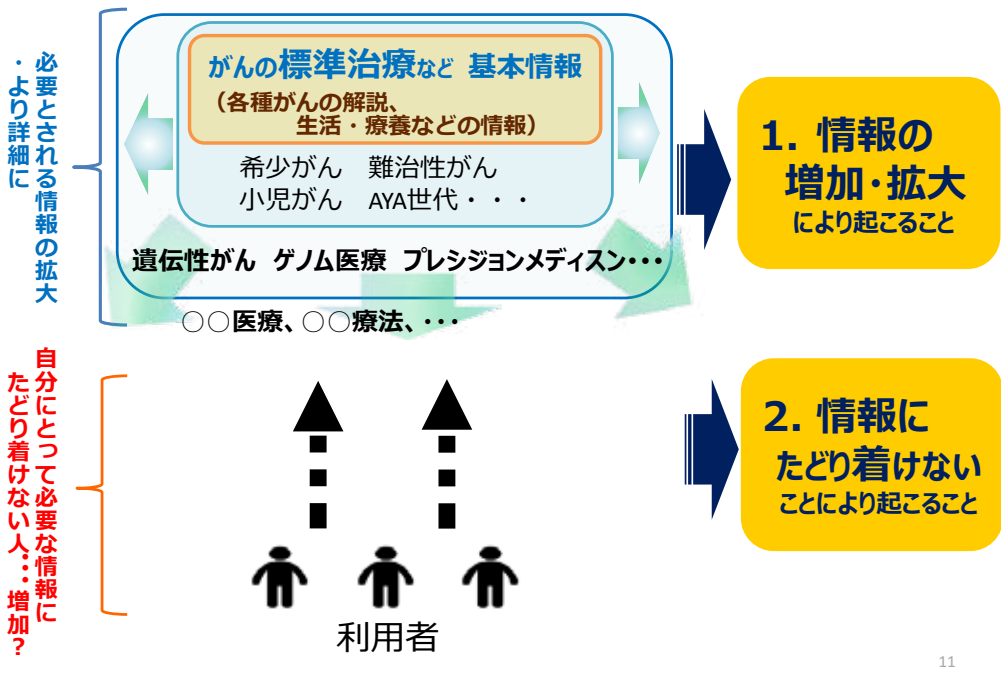 必要とされる情報の拡大
・より詳細に
がんの標準治療など 基本情報
（各種がんの解説、
生活・療養などの情報）
希少がん 難治性がん
小児がん AYA世代・・・
遺伝性がん ゲノム医療 プレシジョンメディスン･･･
○○医療、○○療法、･･･
1. 情報の
増加･拡大
により起こること
自分にとって必要な情報に
たどり着けない人･･･増加？
2. 情報に
たどり着けない
ことにより起こること
利用者
11